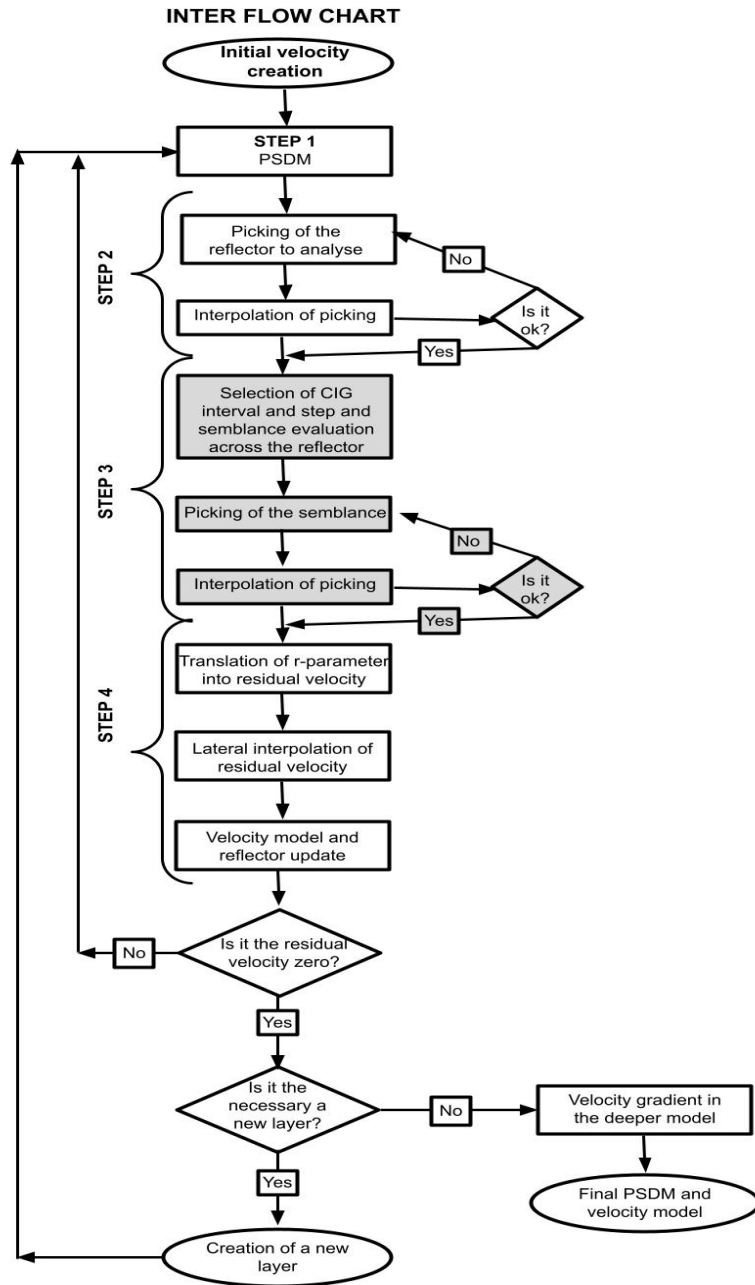 INTER FLOW CHART
Initial velocity
creation
STEP 1
PSDM
STEP 2
Picking of the
reflector to analyse
No
Interpolation of picking
Is it
ok?
Yes
STEP 3
Selection of CIG
interval and step and
semblance evaluation
across the reflector
Picking of the semblance
No
Interpolation of picking
Is it
ok?
Yes
STEP 4
Translation of r-parameter
into residual velocity
Lateral interpolation of
residual velocity
Velocity model and
reflector update
Is it the residual
velocity zero?
No
Yes
Is it the
necessary a
new layer?
No
Velocity gradient in
the deeper model
Yes
Final PSDM and
velocity model
Creation of a new
layer